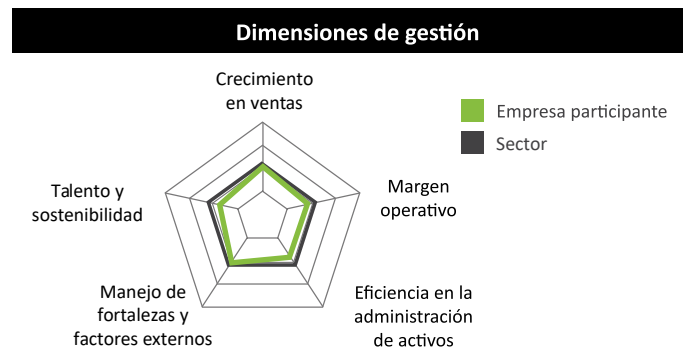 Dimensiones de gestión
Crecimiento
en ventas
Empresa participante
Sector
Margen
operativo
Talento y
sostenibilidad
Eficiencia en la
administración
de activos
Manejo de
fortalezas y
factores externos